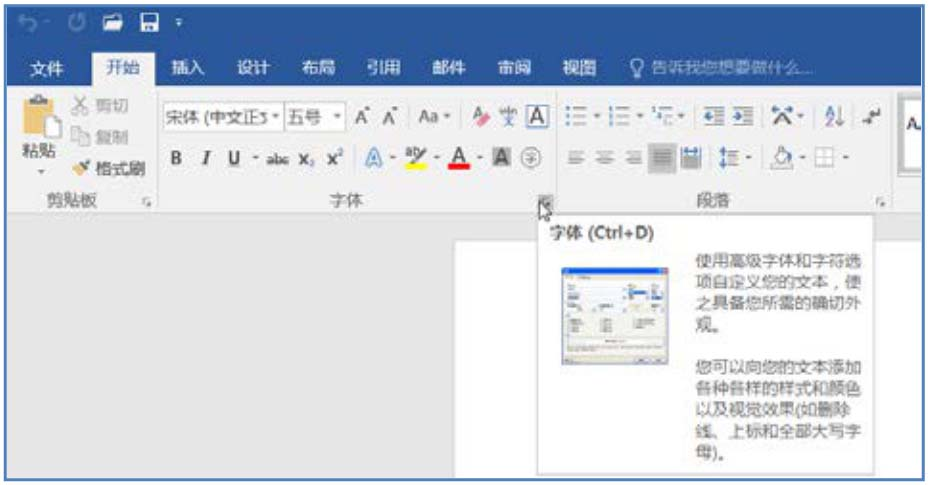 文件 开始 插入 设计 布局 引用 邮件 审阅 视图 告诉我您想要做什么...
剪切
宋体 (中文正文 五号 A A Aa wén A
复制
粘贴
格式刷
B I U abc X₂ X² A aby A A 字
剪贴板 字体 段落
字体 (Ctrl+D)
使用高级字体和字符选
项自定义您的文本，使
之具备您所需的确切外
观。
您可以向您的文本添加
各种各样的样式和颜色
以及视觉效果(如删除
线、上标和全部大写字
母)。